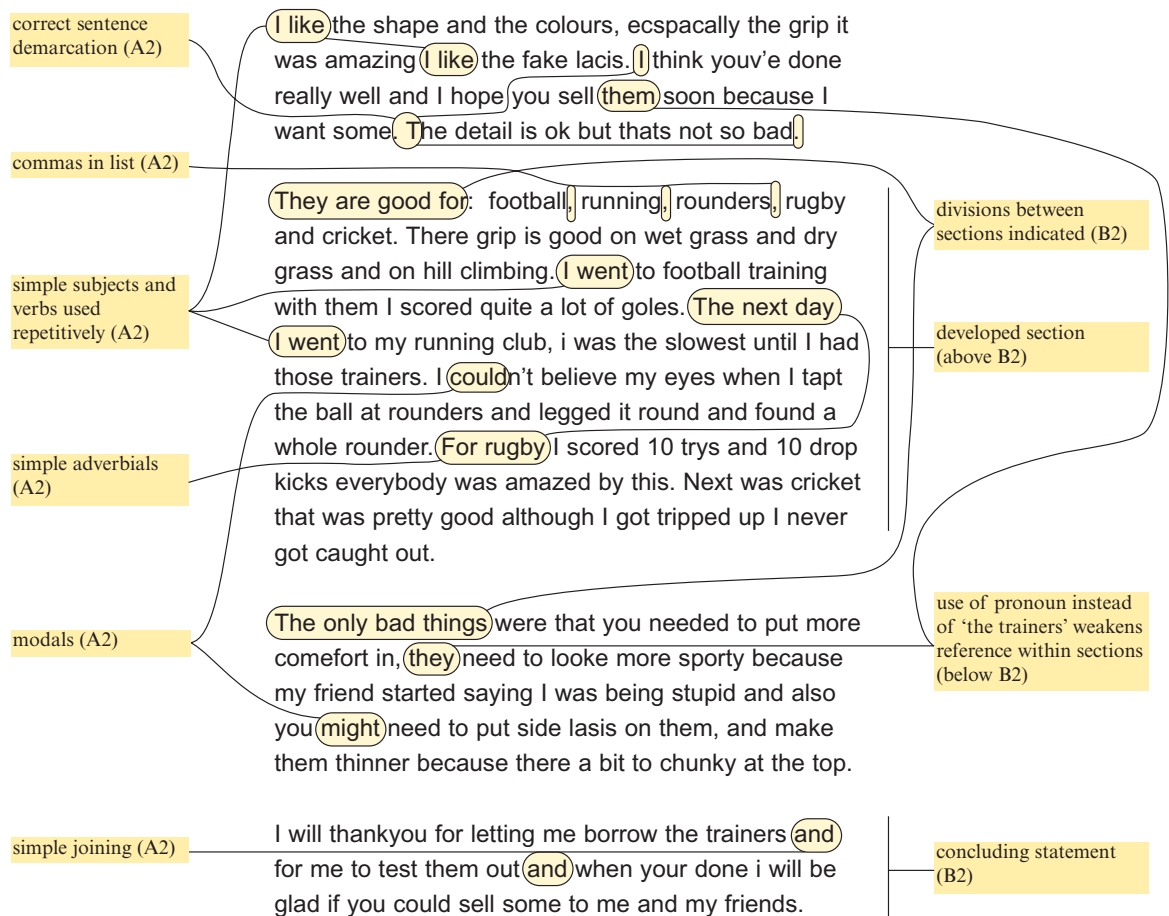 correct sentence
demarcation (A2)
commas in list (A2)
simple subjects and
verbs used
repetitively (A2)
simple adverbials
(A2)
modals (A2)
simple joining (A2)
I like the shape and the colours, ecspacally the grip it
was amazing I like the fake lacis. I think youv'e done
really well and I hope you sell them soon because I
want some. The detail is ok but thats not so bad.
They are good for: football, running, rounders, rugby
and cricket. There grip is good on wet grass and dry
grass and on hill climbing. I went to football training
with them I scored quite a lot of goles. The next day
I went to my running club, i was the slowest until I had
those trainers. I couldn't believe my eyes when I tapt
the ball at rounders and legged it round and found a
whole rounder. For rugby I scored 10 trys and 10 drop
kicks everybody was amazed by this. Next was cricket
that was pretty good although I got tripped up I never
got caught out.
The only bad things were that you needed to put more
comefort in, they need to looke more sporty because
my friend started saying I was being stupid and also
you might need to put side lasis on them, and make
them thinner because there a bit to chunky at the top.
I will thankyou for letting me borrow the trainers and
for me to test them out and when your done i will be
glad if you could sell some to me and my friends.
divisions between
sections indicated (B2)
developed section
(above B2)
use of pronoun instead
of 'the trainers' weakens
reference within sections
(below B2)
concluding statement
(B2)